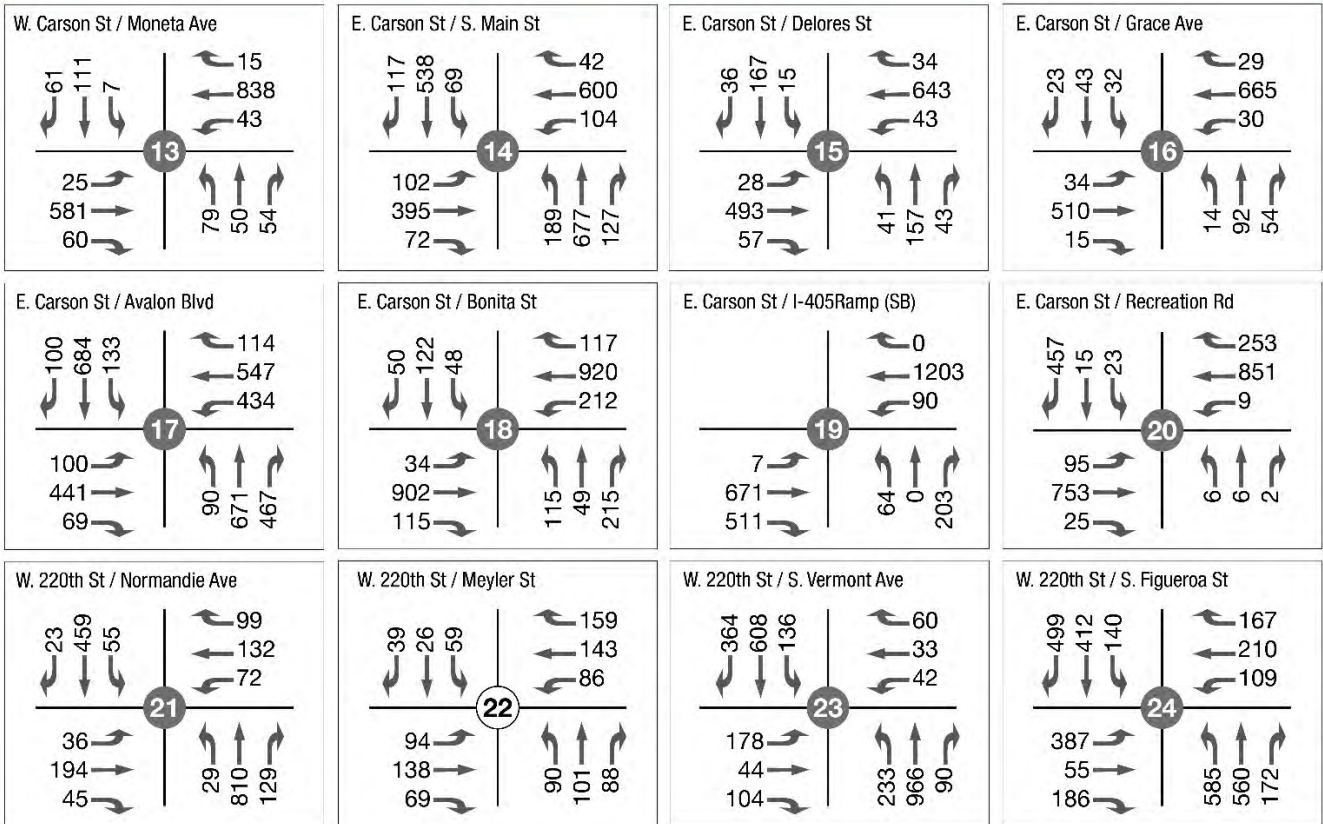 W. Carson St / Moneta Ave
61 111 7
15
838
43
13
25
581
60
79 50 54
E. Carson St / S. Main St
117 538 69
42
600
104
14
102
395
72
189 677 127
E. Carson St / Delores St
36 167 15
34
643
43
15
28
493
57
41 157 43
E. Carson St / Grace Ave
23 43 32
29
665
30
16
34
510
15
14 92 54
E. Carson St / Avalon Blvd
100 684 133
114
547
434
17
100
441
69
90 671 467
E. Carson St / Bonita St
50 122 48
117
920
212
18
34
902
115
115 49 215
E. Carson St / I-405Ramp (SB)
0
1203
90
19
7
671
511
64 0 203
E. Carson St / Recreation Rd
457 15 23
253
851
9
20
95
753
25
6 6 2
W. 220th St / Normandie Ave
23 459 55
99
132
72
21
36
194
45
29 810 129
W. 220th St / Meyler St
39 26 59
159
143
86
22
94
138
69
90 101 88
W. 220th St / S. Vermont Ave
364 608 136
60
33
42
23
178
44
104
233 966 90
W. 220th St / S. Figueroa St
499 412 140
167
210
109
24
387
55
186
585 560 172